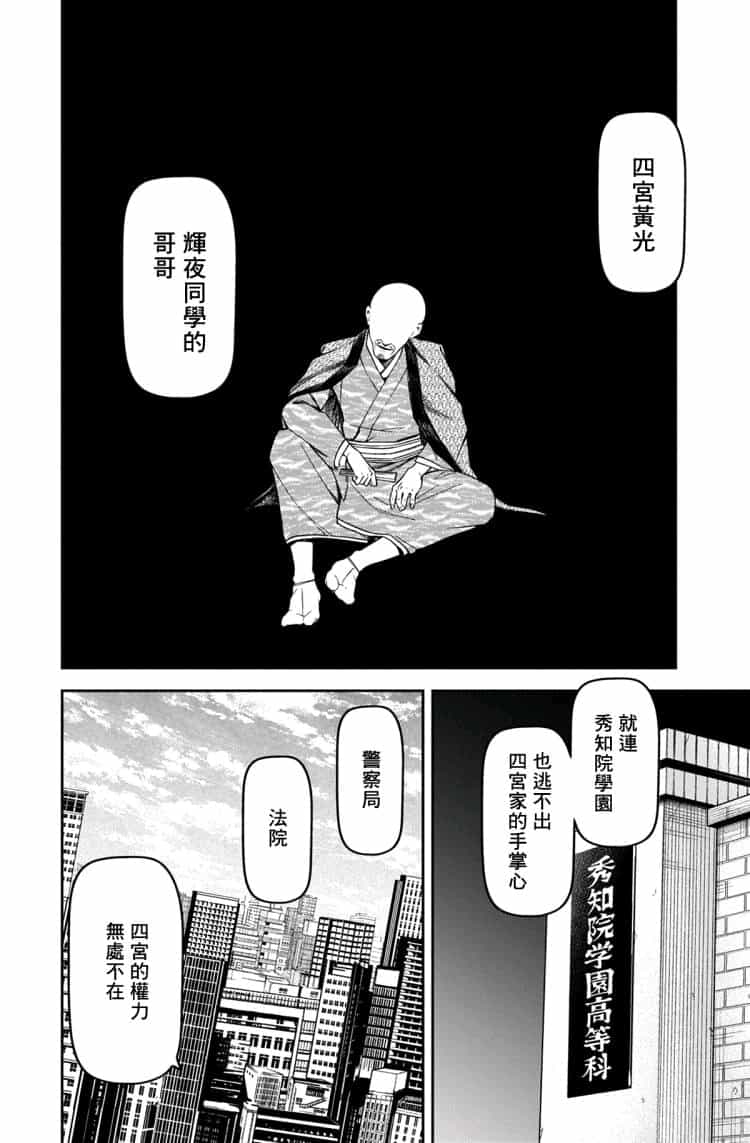 四宮黃光
輝夜同學的
哥哥
就連
秀知院學園
也逃不出
四宮家的手掌心
秀知院学園高等科
警察局
法院
四宮的權力
無處不在